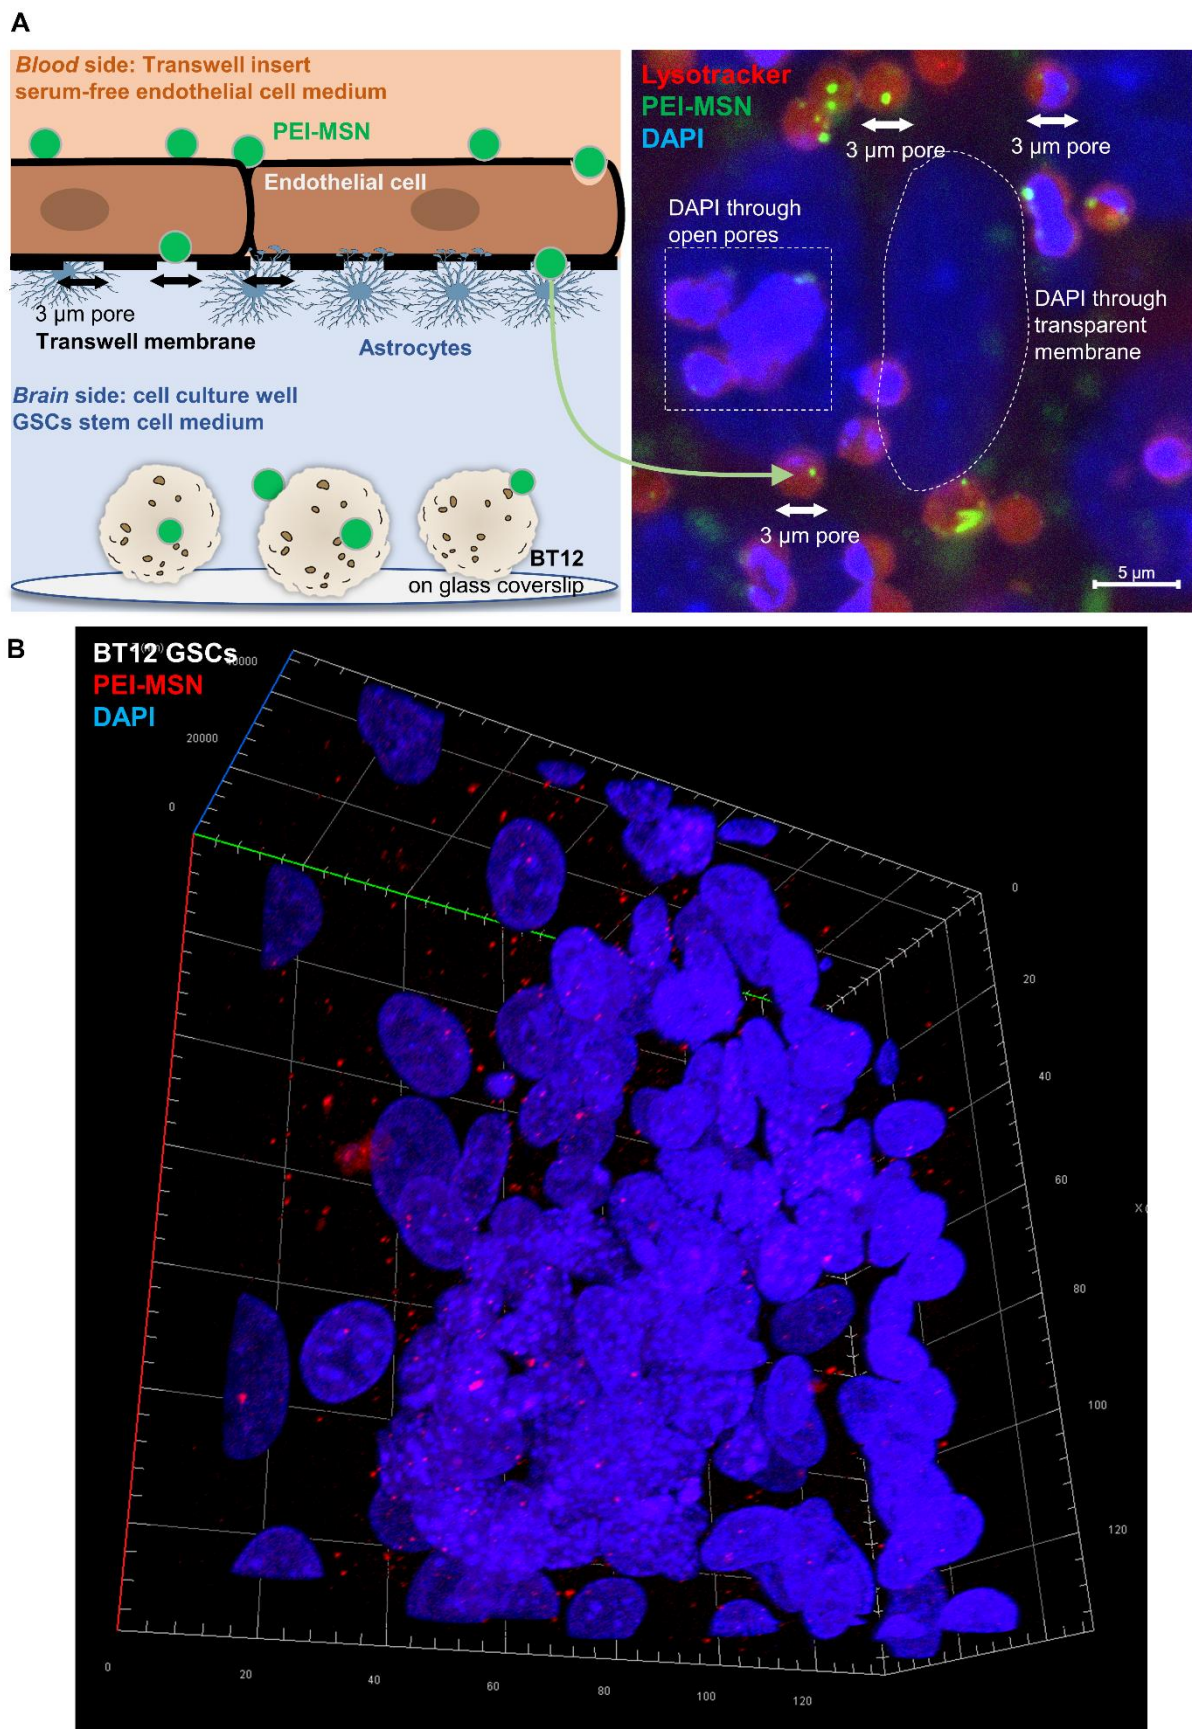 A
Blood side: Transwell insert
serum-free endothelial cell medium
PEI-MSN
Endothelial cell
3 µm pore
Transwell membrane
Astrocytes
Brain side: cell culture well
GSCs stem cell medium
BT12
on glass coverslip
Lysotracker
PEI-MSN
DAPI
3 µm pore
3 µm pore
DAPI through
open pores
DAPI through
transparent
membrane
3 µm pore
5 µm
B
BT12 GSCs
PEI-MSN
DAPI
20000
0
0
20
40
60
X
80
100
120
0
20
40
60
80
100
120